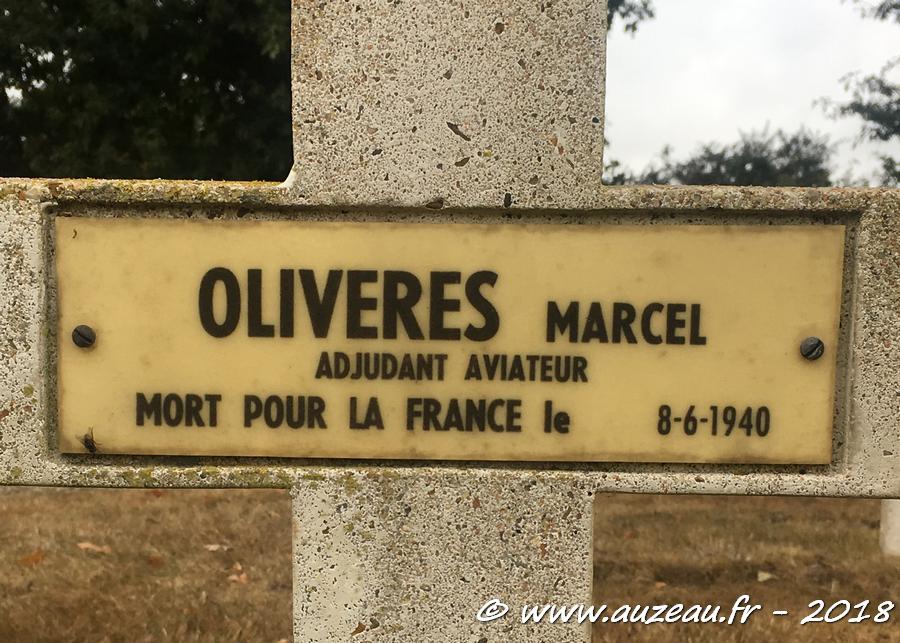 OLIVERES MARCEL
ADJUDANT AVIATEUR
MORT POUR LA FRANCE le 8-6-1940
© www.auzeau.fr - 2018